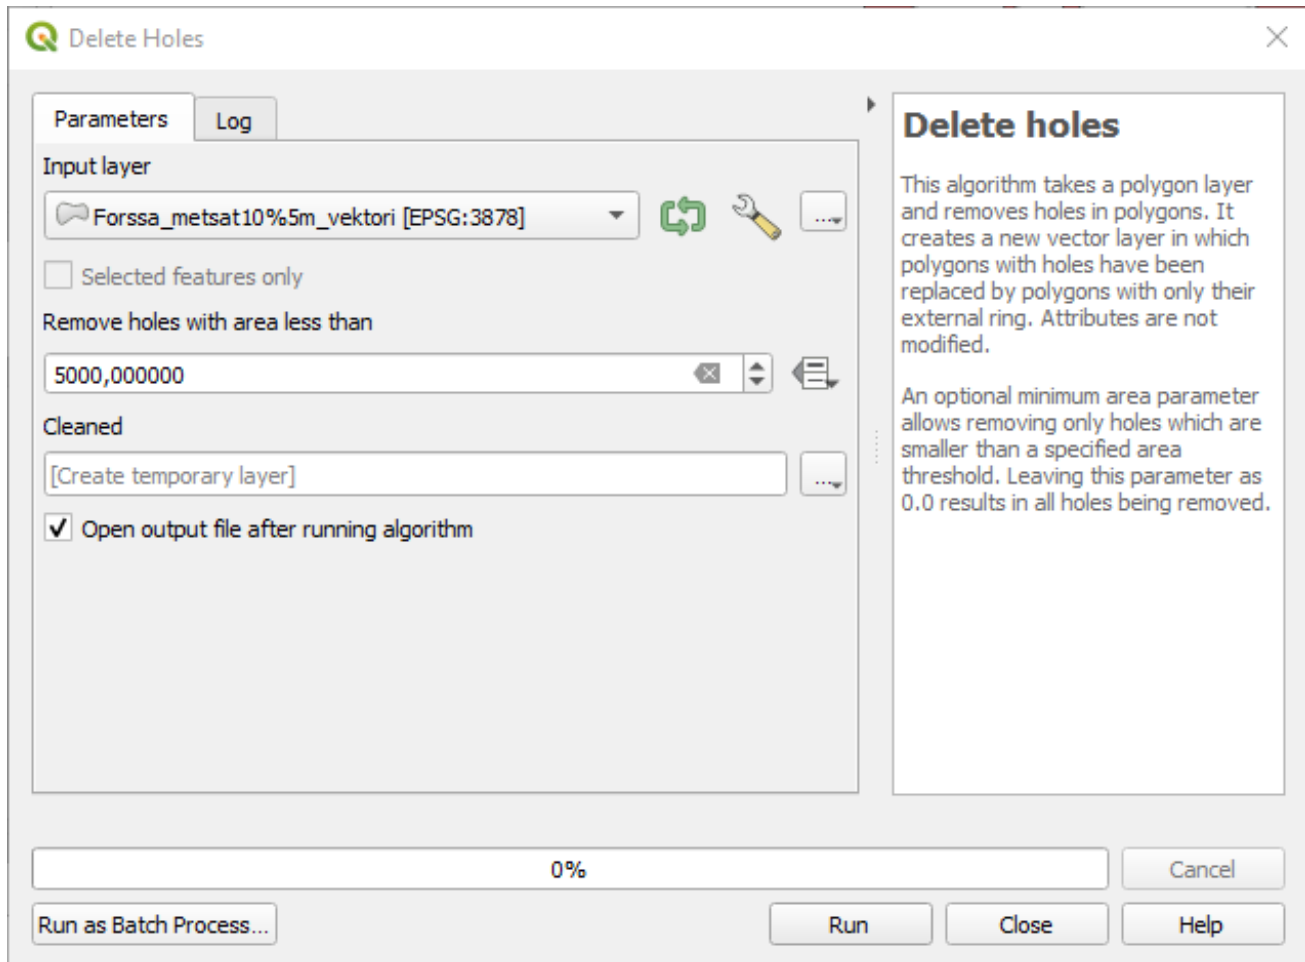 Delete Holes
Parameters
Log
Input layer
Forssa_metsat10%5m_vektori [EPSG:3878]
...
Selected features only
Remove holes with area less than
5000,000000
Cleaned
[Create temporary layer]
...
Open output file after running algorithm
Delete holes
This algorithm takes a polygon layer
and removes holes in polygons. It
creates a new vector layer in which
polygons with holes have been
replaced by polygons with only their
external ring. Attributes are not
modified.
An optional minimum area parameter
allows removing only holes which are
smaller than a specified area
threshold. Leaving this parameter as
0.0 results in all holes being removed.
0%
Cancel
Run as Batch Process...
Run
Close
Help